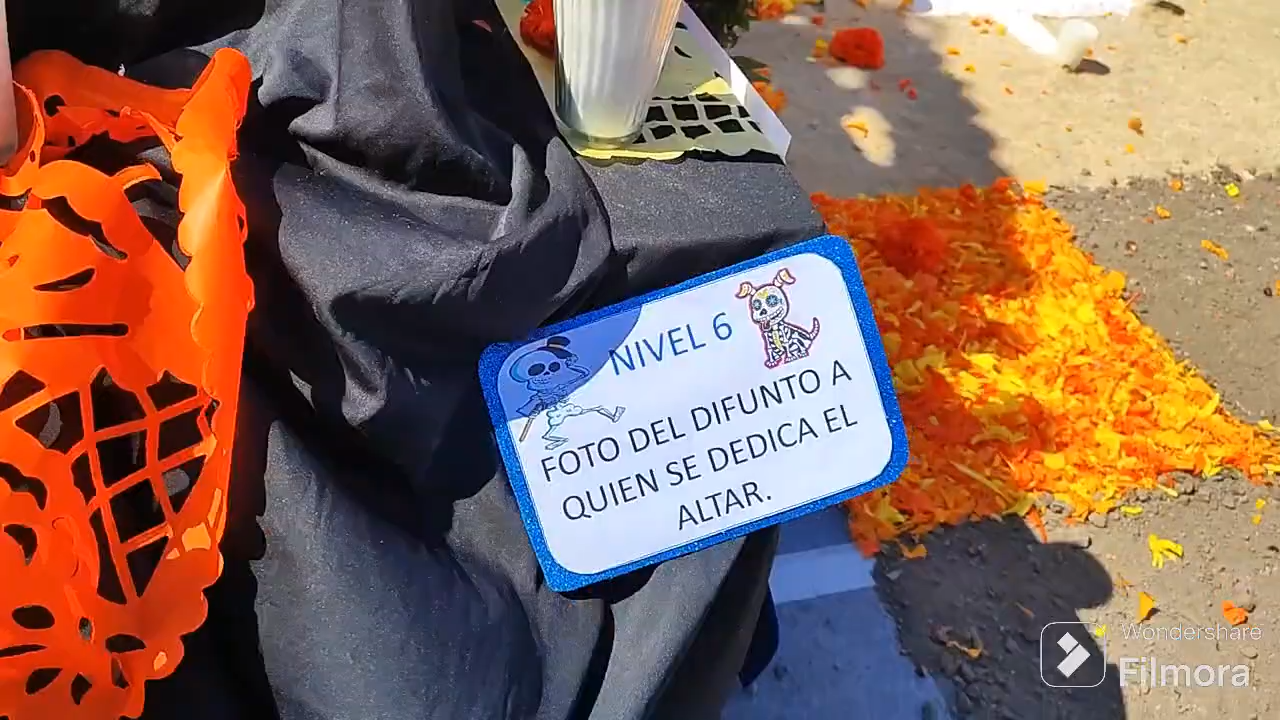 NIVEL 6
FOTO DEL DIFUNTO A
QUIEN SE DEDICA EL
ALTAR.
Wondershare
Filmora